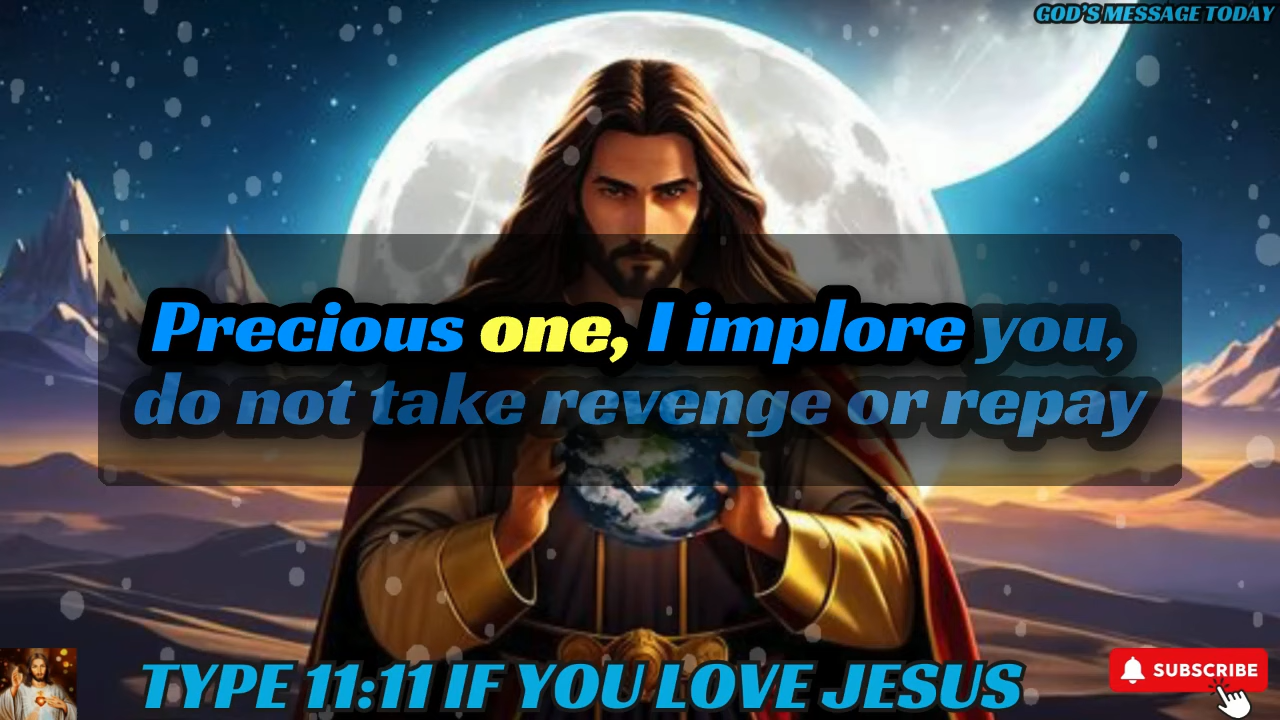 GOD'S MESSAGE TODAY
Precious one, I implore you,
do not take revenge or repay
TYPE 11:11 IF YOU LOVE JESUS
SUBSCRIBE